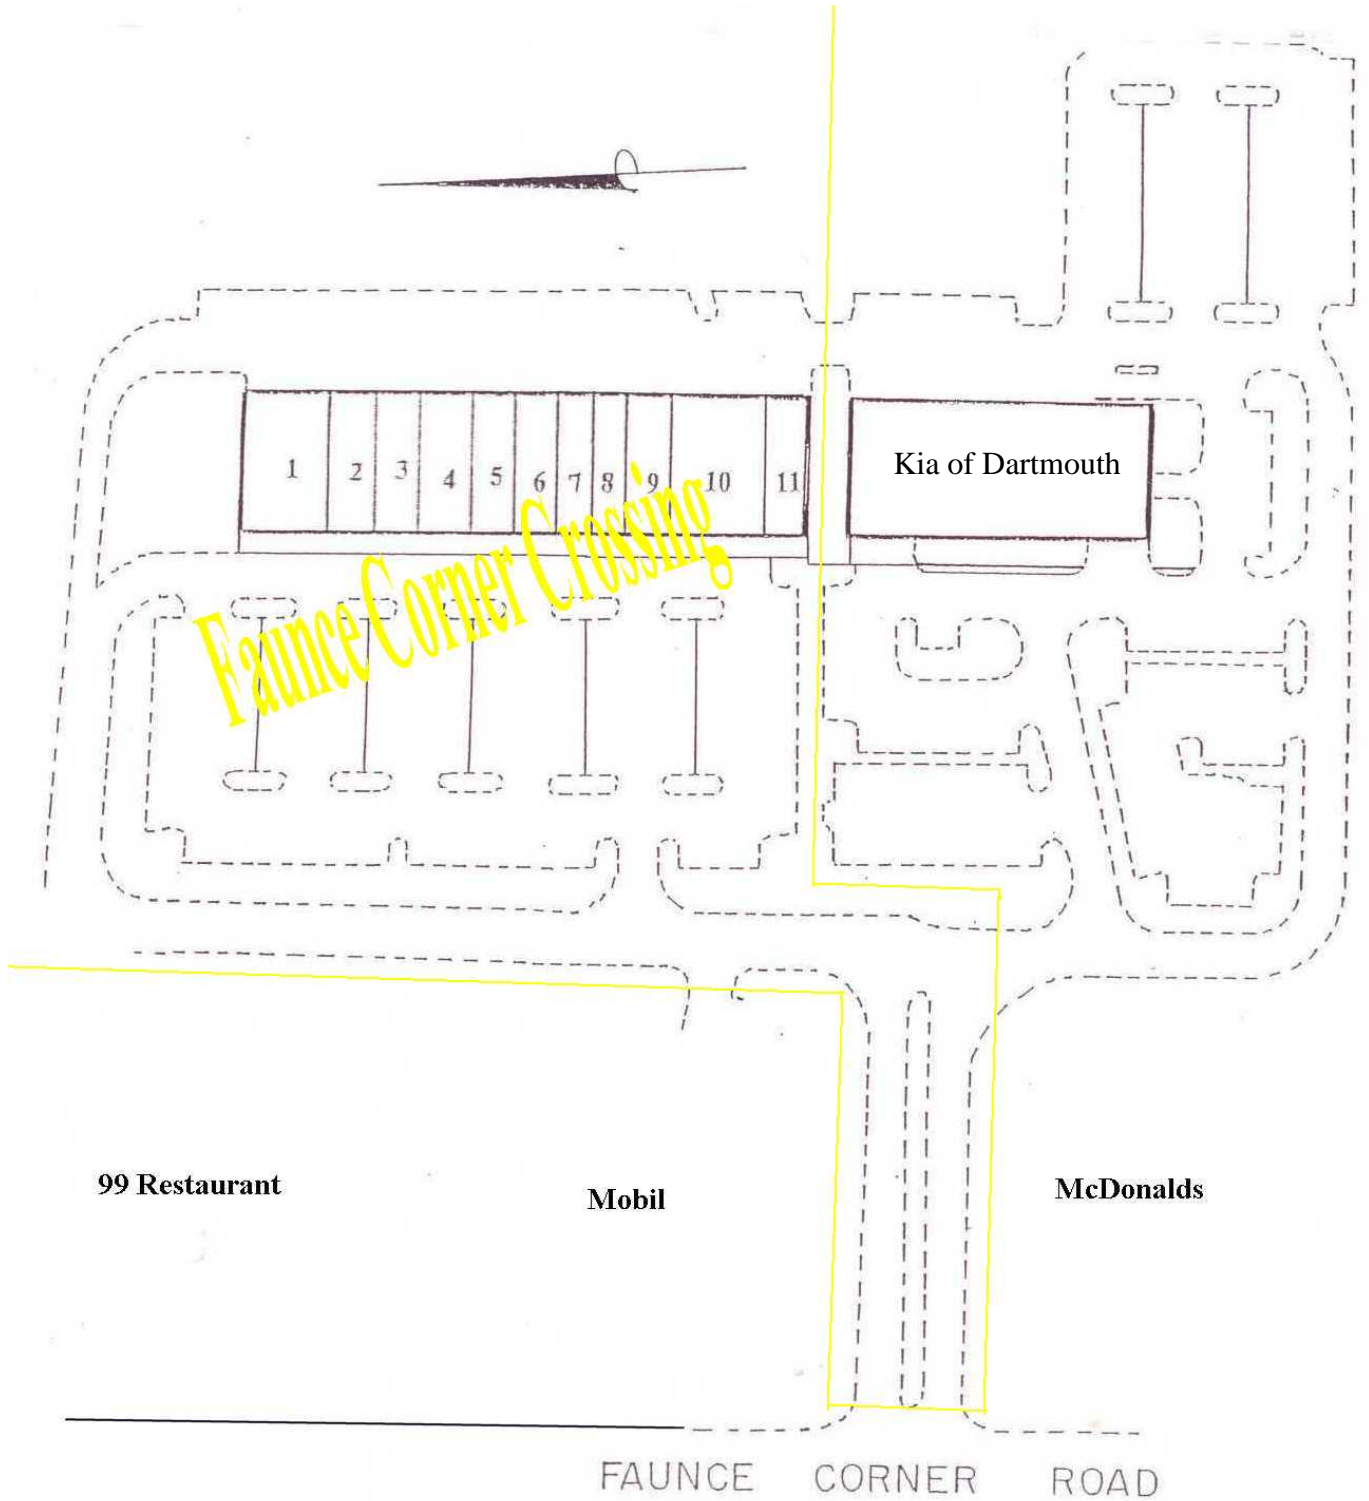 Kia of Dartmouth
1 2 3 4 5 6 7 8 9 10 11
Faunce Corner Crossing
99 Restaurant
Mobil
McDonalds
FAUNCE CORNER ROAD